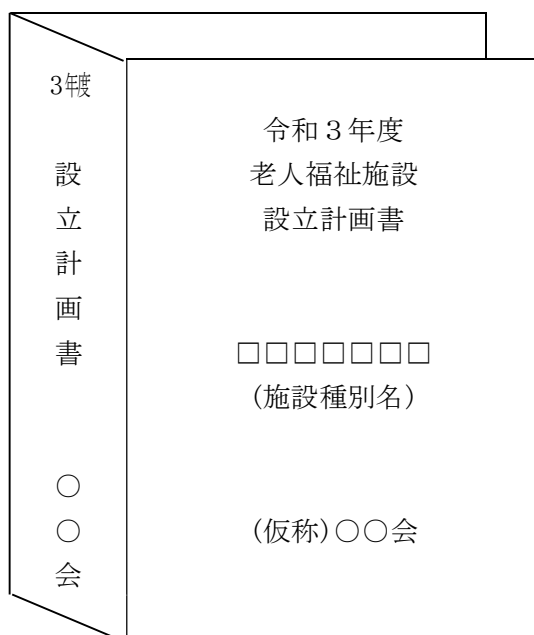 3年度
設立計画書
○○会
令和3年度
老人福祉施設
設立計画書
□□□□□□□
(施設種別名)
(仮称)○○会